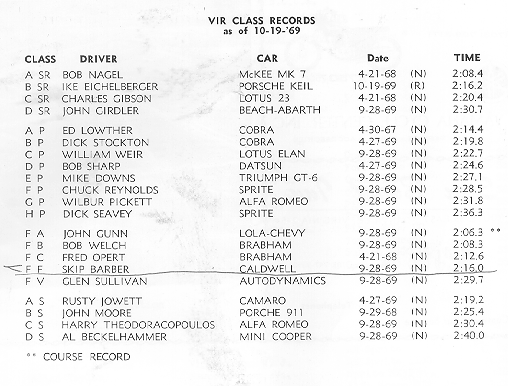 VIR CLASS RECORDS
as of 10-19-'69
CLASS DRIVER CAR Date TIME
A SR BOB NAGEL McKEE MK 7 4-21-68 (N) 2:08.4
B SR IKE EICHELBERGER PORSCHE KEIL 10-19-69 (R) 2:16.2
C SR CHARLES GIBSON LOTUS 23 4-21-68 (N) 2:20.4
D SR JOHN GIRDLER BEACH-ABARTH 9-28-69 (N) 2:30.7
A P ED LOWTHER COBRA 4-30-67 (N) 2:14.4
B P DICK STOCKTON COBRA 4-27-69 (N) 2:19.8
C P WILLIAM WEIR LOTUS ELAN 9-28-69 (N) 2:22.7
D P BOB SHARP DATSUN 4-27-69 (N) 2:24.6
E P MIKE DOWNS TRIUMPH GT-6 9-28-69 (N) 2:27.1
F P CHUCK REYNOLDS SPRITE 9-28-69 (N) 2:28.5
G P WILBUR PICKETT ALFA ROMEO 9-28-69 (N) 2:31.8
H P DICK SEAVEY SPRITE 9-28-69 (N) 2:36.3
F A JOHN GUNN LOLA-CHEVY 9-28-69 (N) 2:06.3 **
F B BOB WELCH BRABHAM 9-28-69 (N) 2:08.3
F C FRED OPERT BRABHAM 4-21-68 (N) 2:12.6
F F SKIP BARBER CALDWELL 9-28-69 (N) 2:16.0
F V GLEN SULLIVAN AUTODYNAMICS 9-28-69 (N) 2:29.7
A S RUSTY JOWETT CAMARO 4-27-69 (N) 2:19.2
B S JOHN MOORE PORCHE 911 9-29-68 (N) 2:25.4
C S HARRY THEODORACOPOULOS ALFA ROMEO 9-28-69 (N) 2:30.4
D S AL BECKELHAMMER MINI COOPER 9-28-69 (N) 2:40.0
** COURSE RECORD